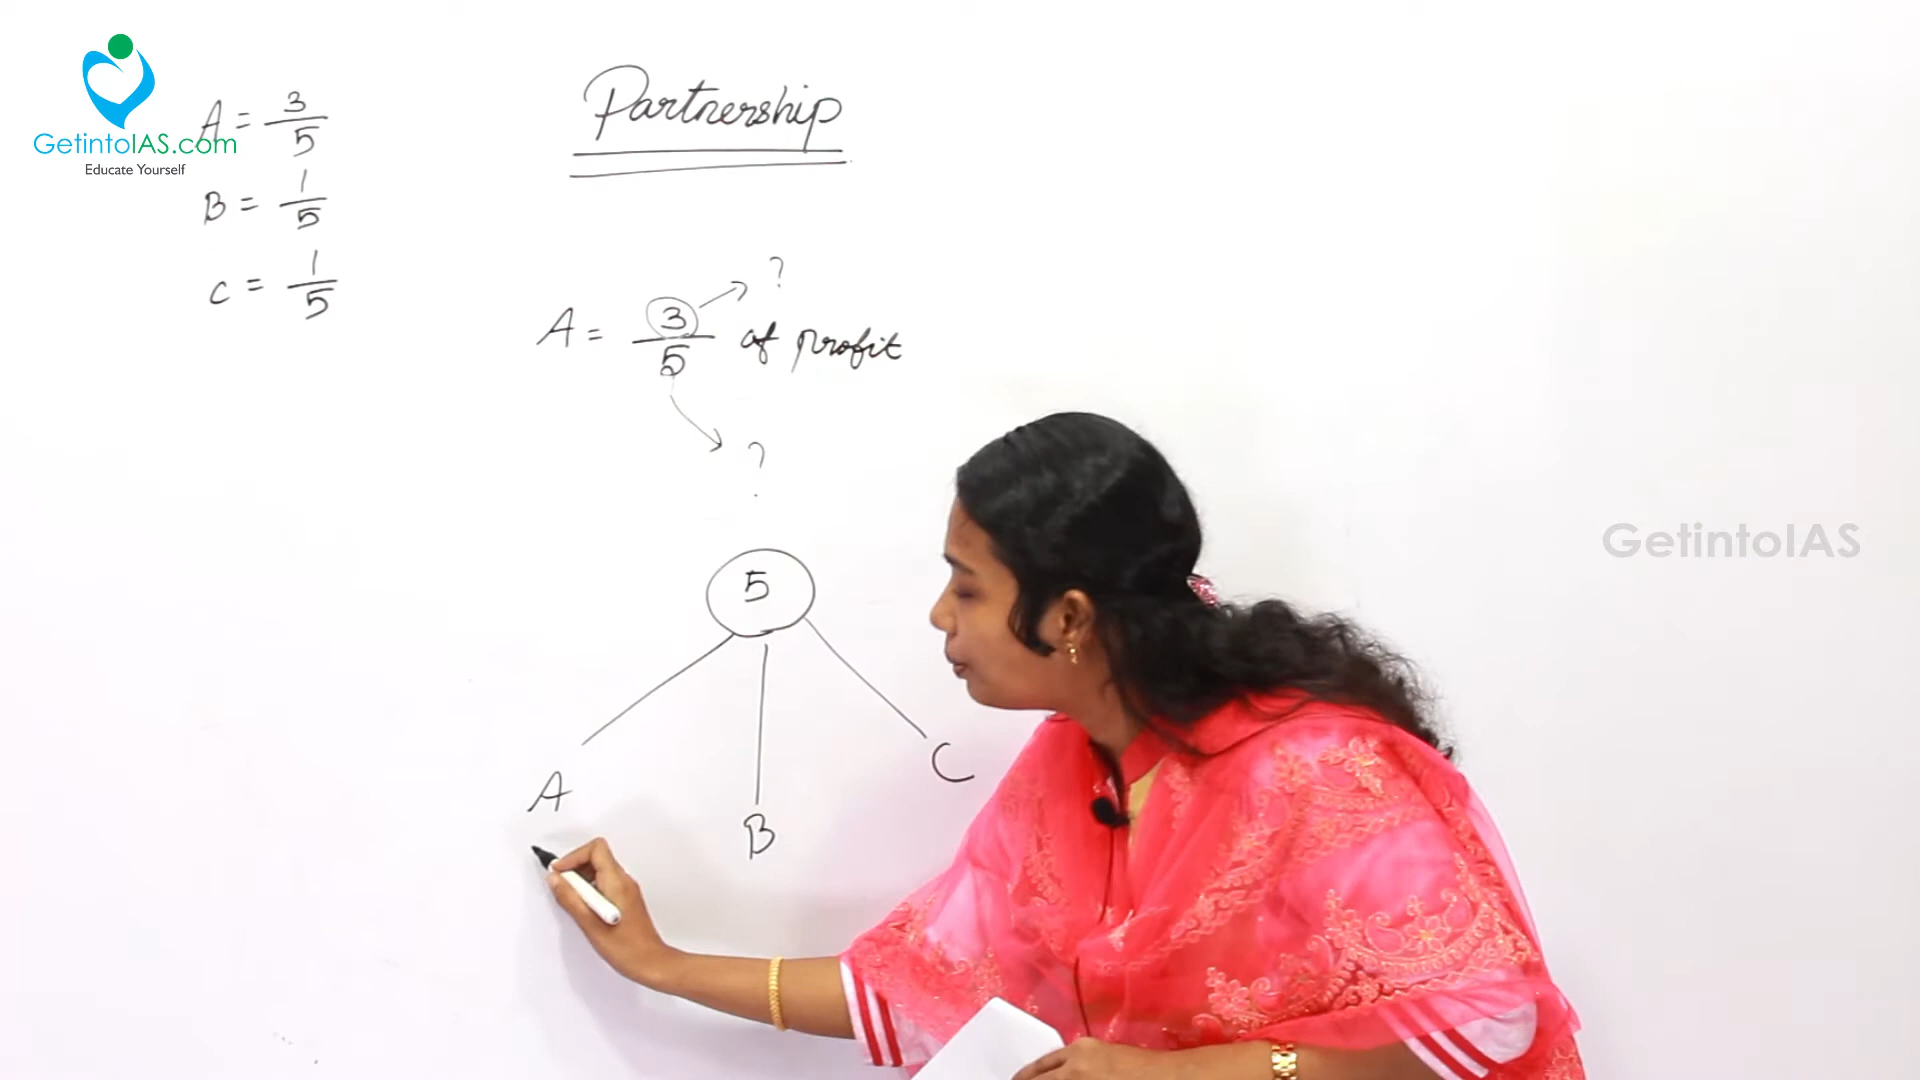 GetintoIAS.com
Educate Yourself
A = 3/5
B = 1/5
C = 1/5
Partnership
A = 3/5 of profit
?
?
5
A
B
C
GetintoIAS